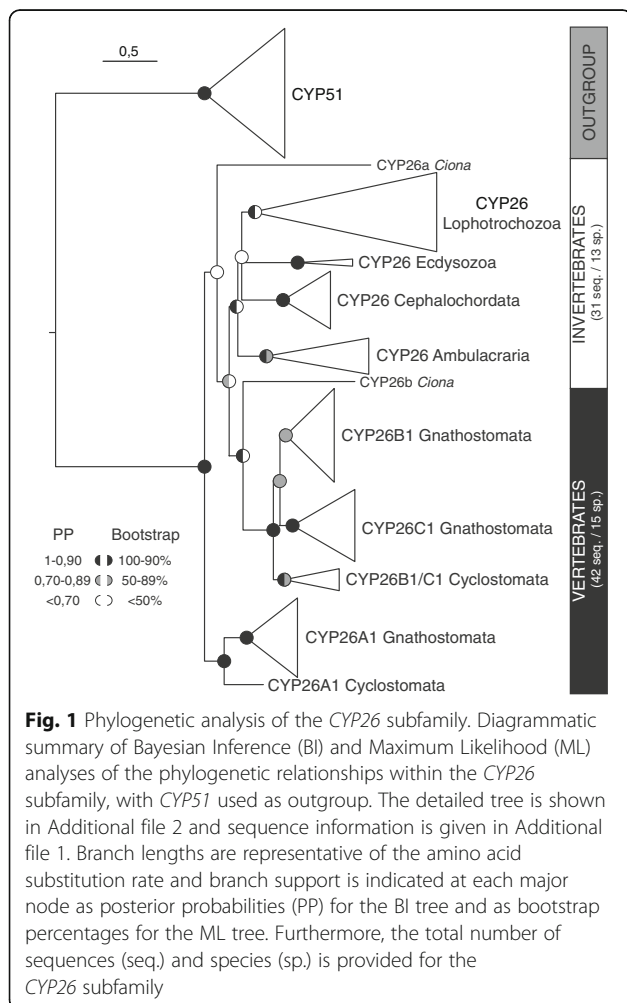 0,5
CYP51
OUTGROUP
CYP26a Ciona
CYP26
Lophotrochozoa
CYP26 Ecdysozoa
CYP26 Cephalochordata
CYP26 Ambulacraria
INVERTEBRATES
(31 seq. / 13 sp.)
CYP26b Ciona
CYP26B1 Gnathostomata
CYP26C1 Gnathostomata
CYP26B1/C1 Cyclostomata
CYP26A1 Gnathostomata
CYP26A1 Cyclostomata
VERTEBRATES
(42 seq. / 15 sp.)
PP Bootstrap
1-0,90 100-90%
0,70-0,89 50-89%
<0,70 <50%
Fig. 1 Phylogenetic analysis of the CYP26 subfamily. Diagrammatic
summary of Bayesian Inference (BI) and Maximum Likelihood (ML)
analyses of the phylogenetic relationships within the CYP26
subfamily, with CYP51 used as outgroup. The detailed tree is shown
in Additional file 2 and sequence information is given in Additional
file 1. Branch lengths are representative of the amino acid
substitution rate and branch support is indicated at each major
node as posterior probabilities (PP) for the BI tree and as bootstrap
percentages for the ML tree. Furthermore, the total number of
sequences (seq.) and species (sp.) is provided for the
CYP26 subfamily